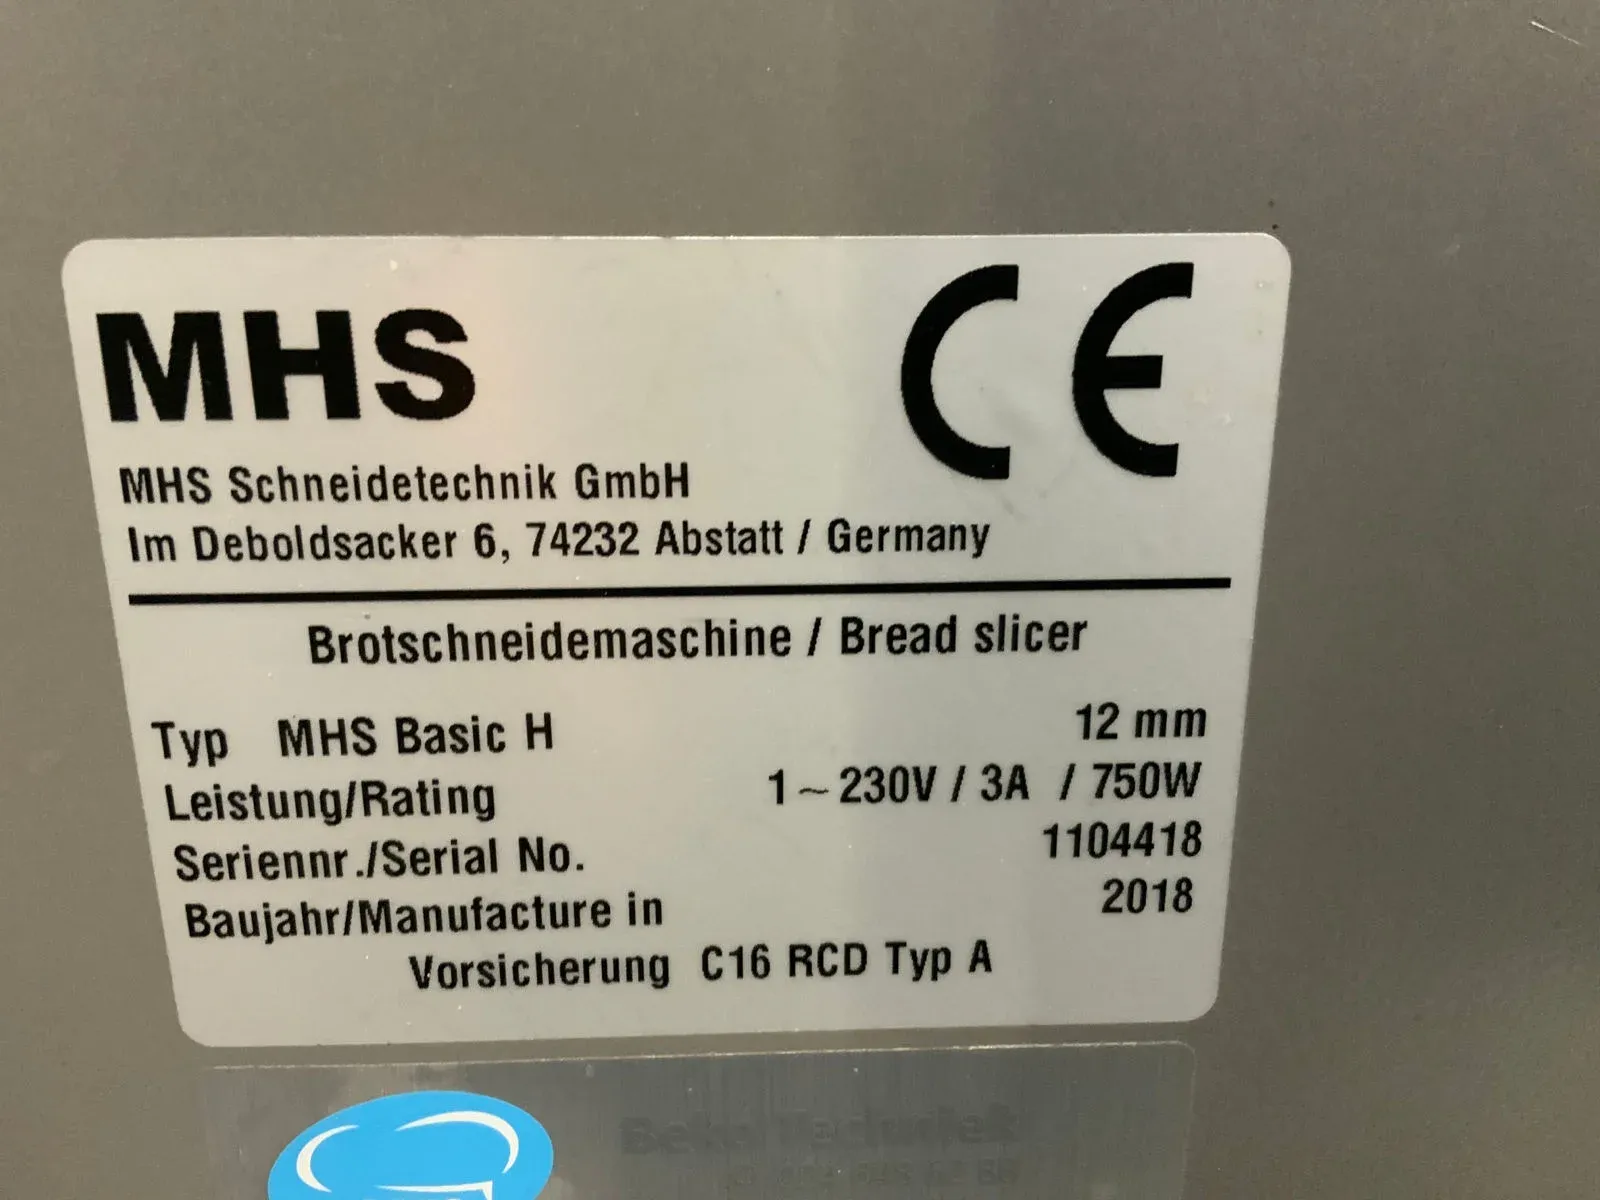 MHS
CE
MHS Schneidetechnik GmbH
Im Deboldsacker 6, 74232 Abstatt / Germany
Brotschneidemaschine / Bread slicer
Typ MHS Basic H 12 mm
Leistung/Rating 1~230V / 3A / 750W
Seriennr./Serial No. 1104418
Baujahr/Manufacture in 2018
Vorsicherung C16 RCD Typ A